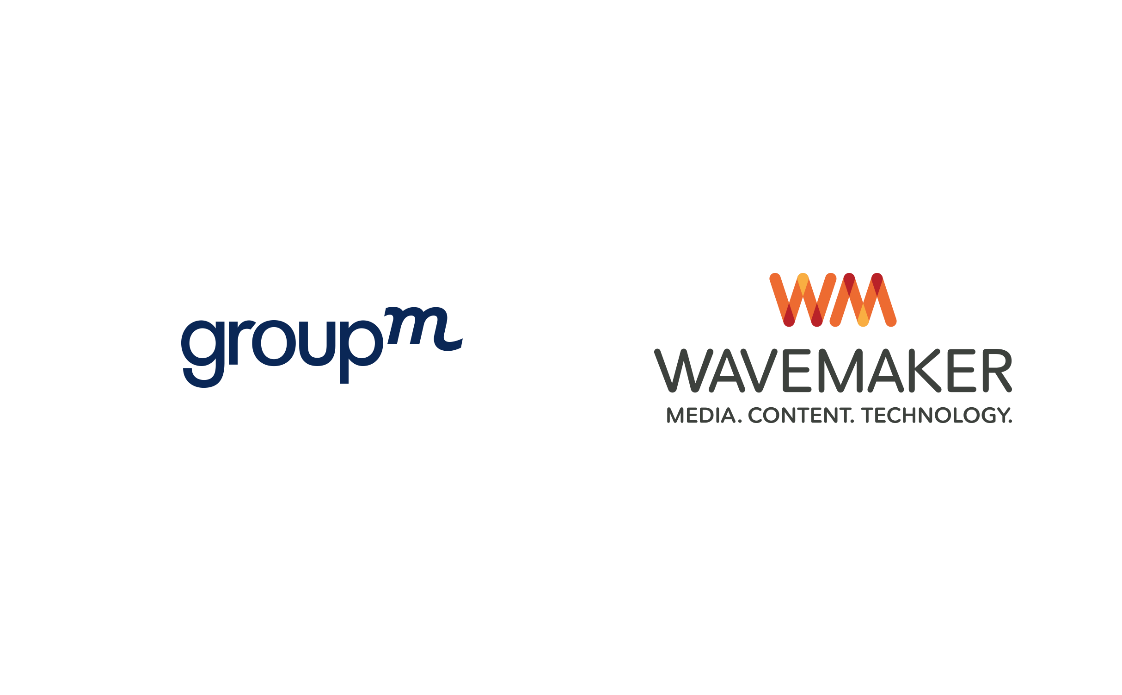 groupm
WM
WAVEMAKER
MEDIA. CONTENT. TECHNOLOGY.